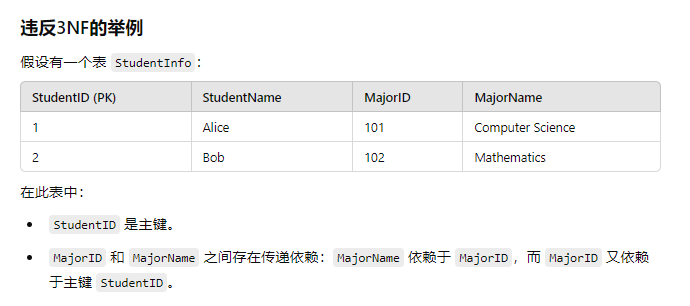 违反3NF的举例
假设有一个表 StudentInfo：
StudentID (PK) StudentName MajorID MajorName
1 Alice 101 Computer Science
2 Bob 102 Mathematics
在此表中：
• StudentID 是主键。
• MajorID 和 MajorName 之间存在传递依赖：MajorName 依赖于 MajorID，而 MajorID 又依赖
于主键 StudentID。